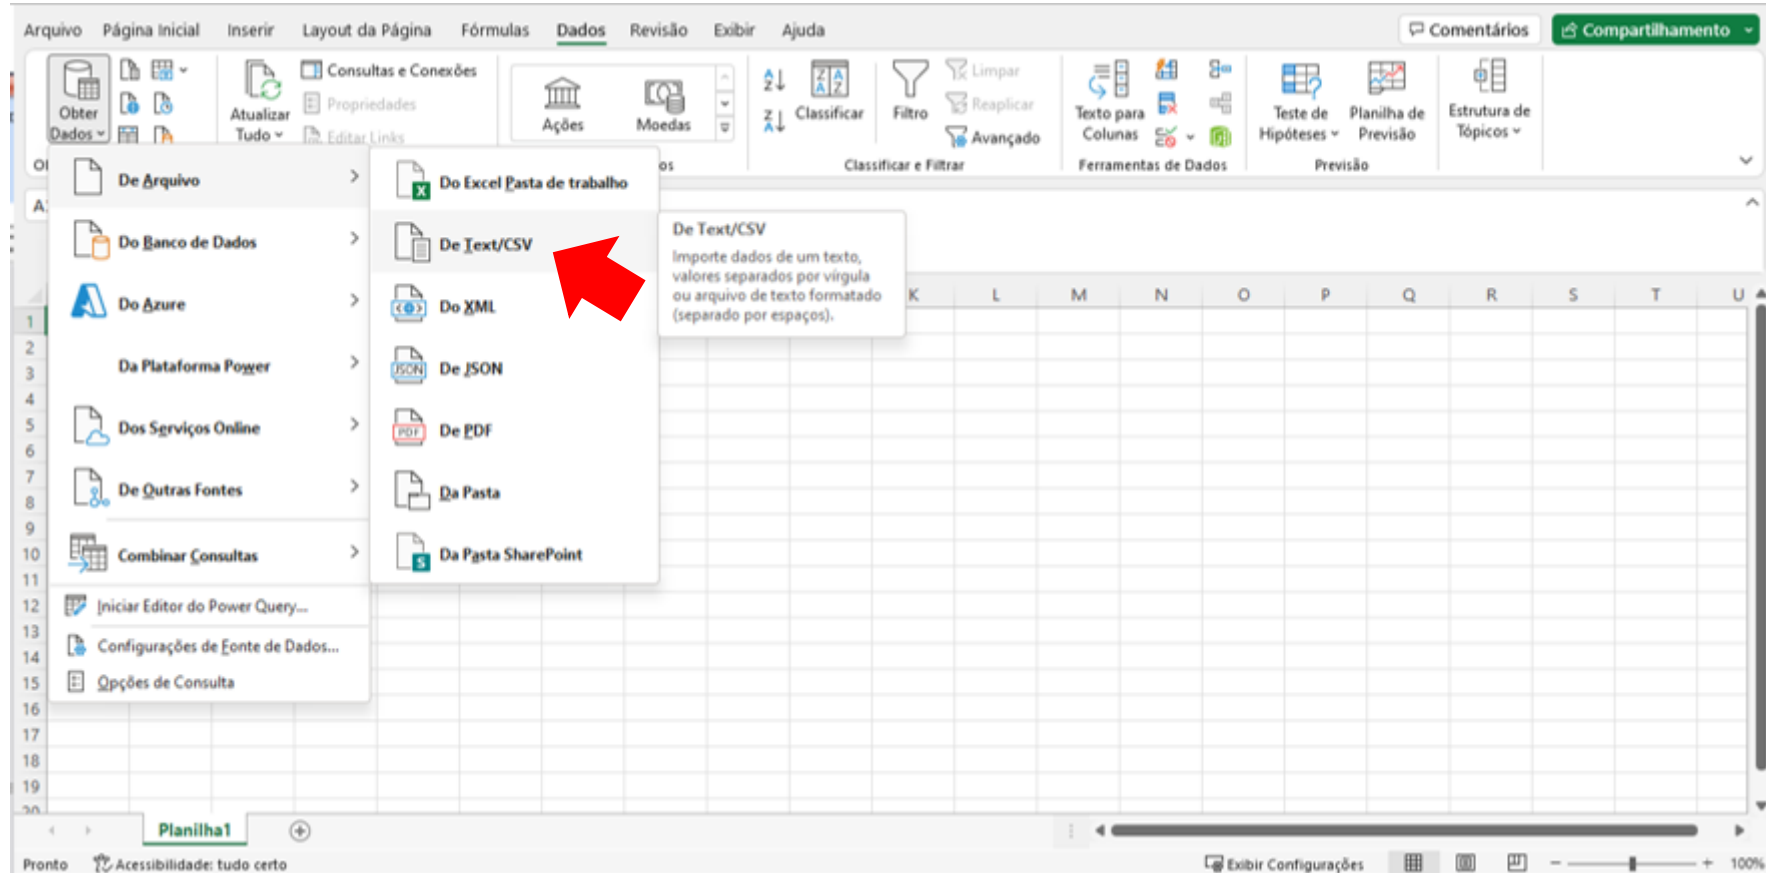 Arquivo Página Inicial Inserir Layout da Página Fórmulas Dados Revisão Exibir Ajuda Comentários Compartilhamento
Obter Dados
Atualizar Tudo
Consultas e Conexões
Propriedades
Editar Links
Ações
Moedas
Classificar
Filtro
Limpar
Reaplicar
Avançado
Classificar e Filtrar
Texto para Colunas
Ferramentas de Dados
Teste de Hipóteses
Planilha de Previsão
Previsão
Estrutura de Tópicos
De Arquivo
Do Banco de Dados
Do Azure
Da Plataforma Power
Dos Serviços Online
De Outras Fontes
Combinar Consultas
Iniciar Editor do Power Query...
Configurações de Fonte de Dados...
Opções de Consulta
Do Excel Pasta de trabalho
De Text/CSV
Do XML
De JSON
De PDF
Da Pasta
Da Pasta SharePoint
De Text/CSV
Importe dados de um texto,
valores separados por vírgula
ou arquivo de texto formatado
(separado por espaços).
K L M N O P Q R S T U
1
2
3
4
5
6
7
8
9
10
11
12
13
14
15
16
17
18
19
20
Planilha1
Pronto Acessibilidade: tudo certo Exibir Configurações 100%